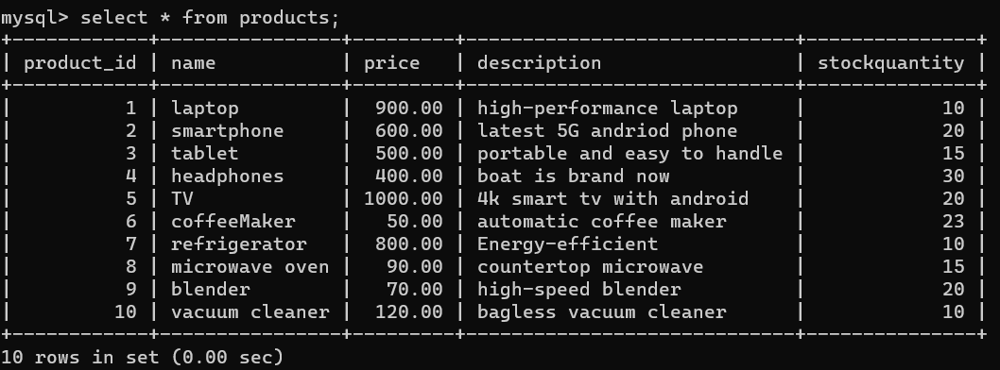 mysql> select * from products;
+------------+----------------+---------+-----------------------------+---------------+
| product_id | name           | price   | description                 | stockquantity |
+------------+----------------+---------+-----------------------------+---------------+
|          1 | laptop         |  900.00 | high-performance laptop     |            10 |
|          2 | smartphone     |  600.00 | latest 5G andriod phone     |            20 |
|          3 | tablet         |  500.00 | portable and easy to handle |            15 |
|          4 | headphones     |  400.00 | boat is brand now           |            30 |
|          5 | TV             | 1000.00 | 4k smart tv with android    |            20 |
|          6 | coffeeMaker    |   50.00 | automatic coffee maker      |            23 |
|          7 | refrigerator   |  800.00 | Energy-efficient            |            10 |
|          8 | microwave oven |   90.00 | countertop microwave        |            15 |
|          9 | blender        |   70.00 | high-speed blender          |            20 |
|         10 | vacuum cleaner |  120.00 | bagless vacuum cleaner      |            10 |
+------------+----------------+---------+-----------------------------+---------------+
10 rows in set (0.00 sec)